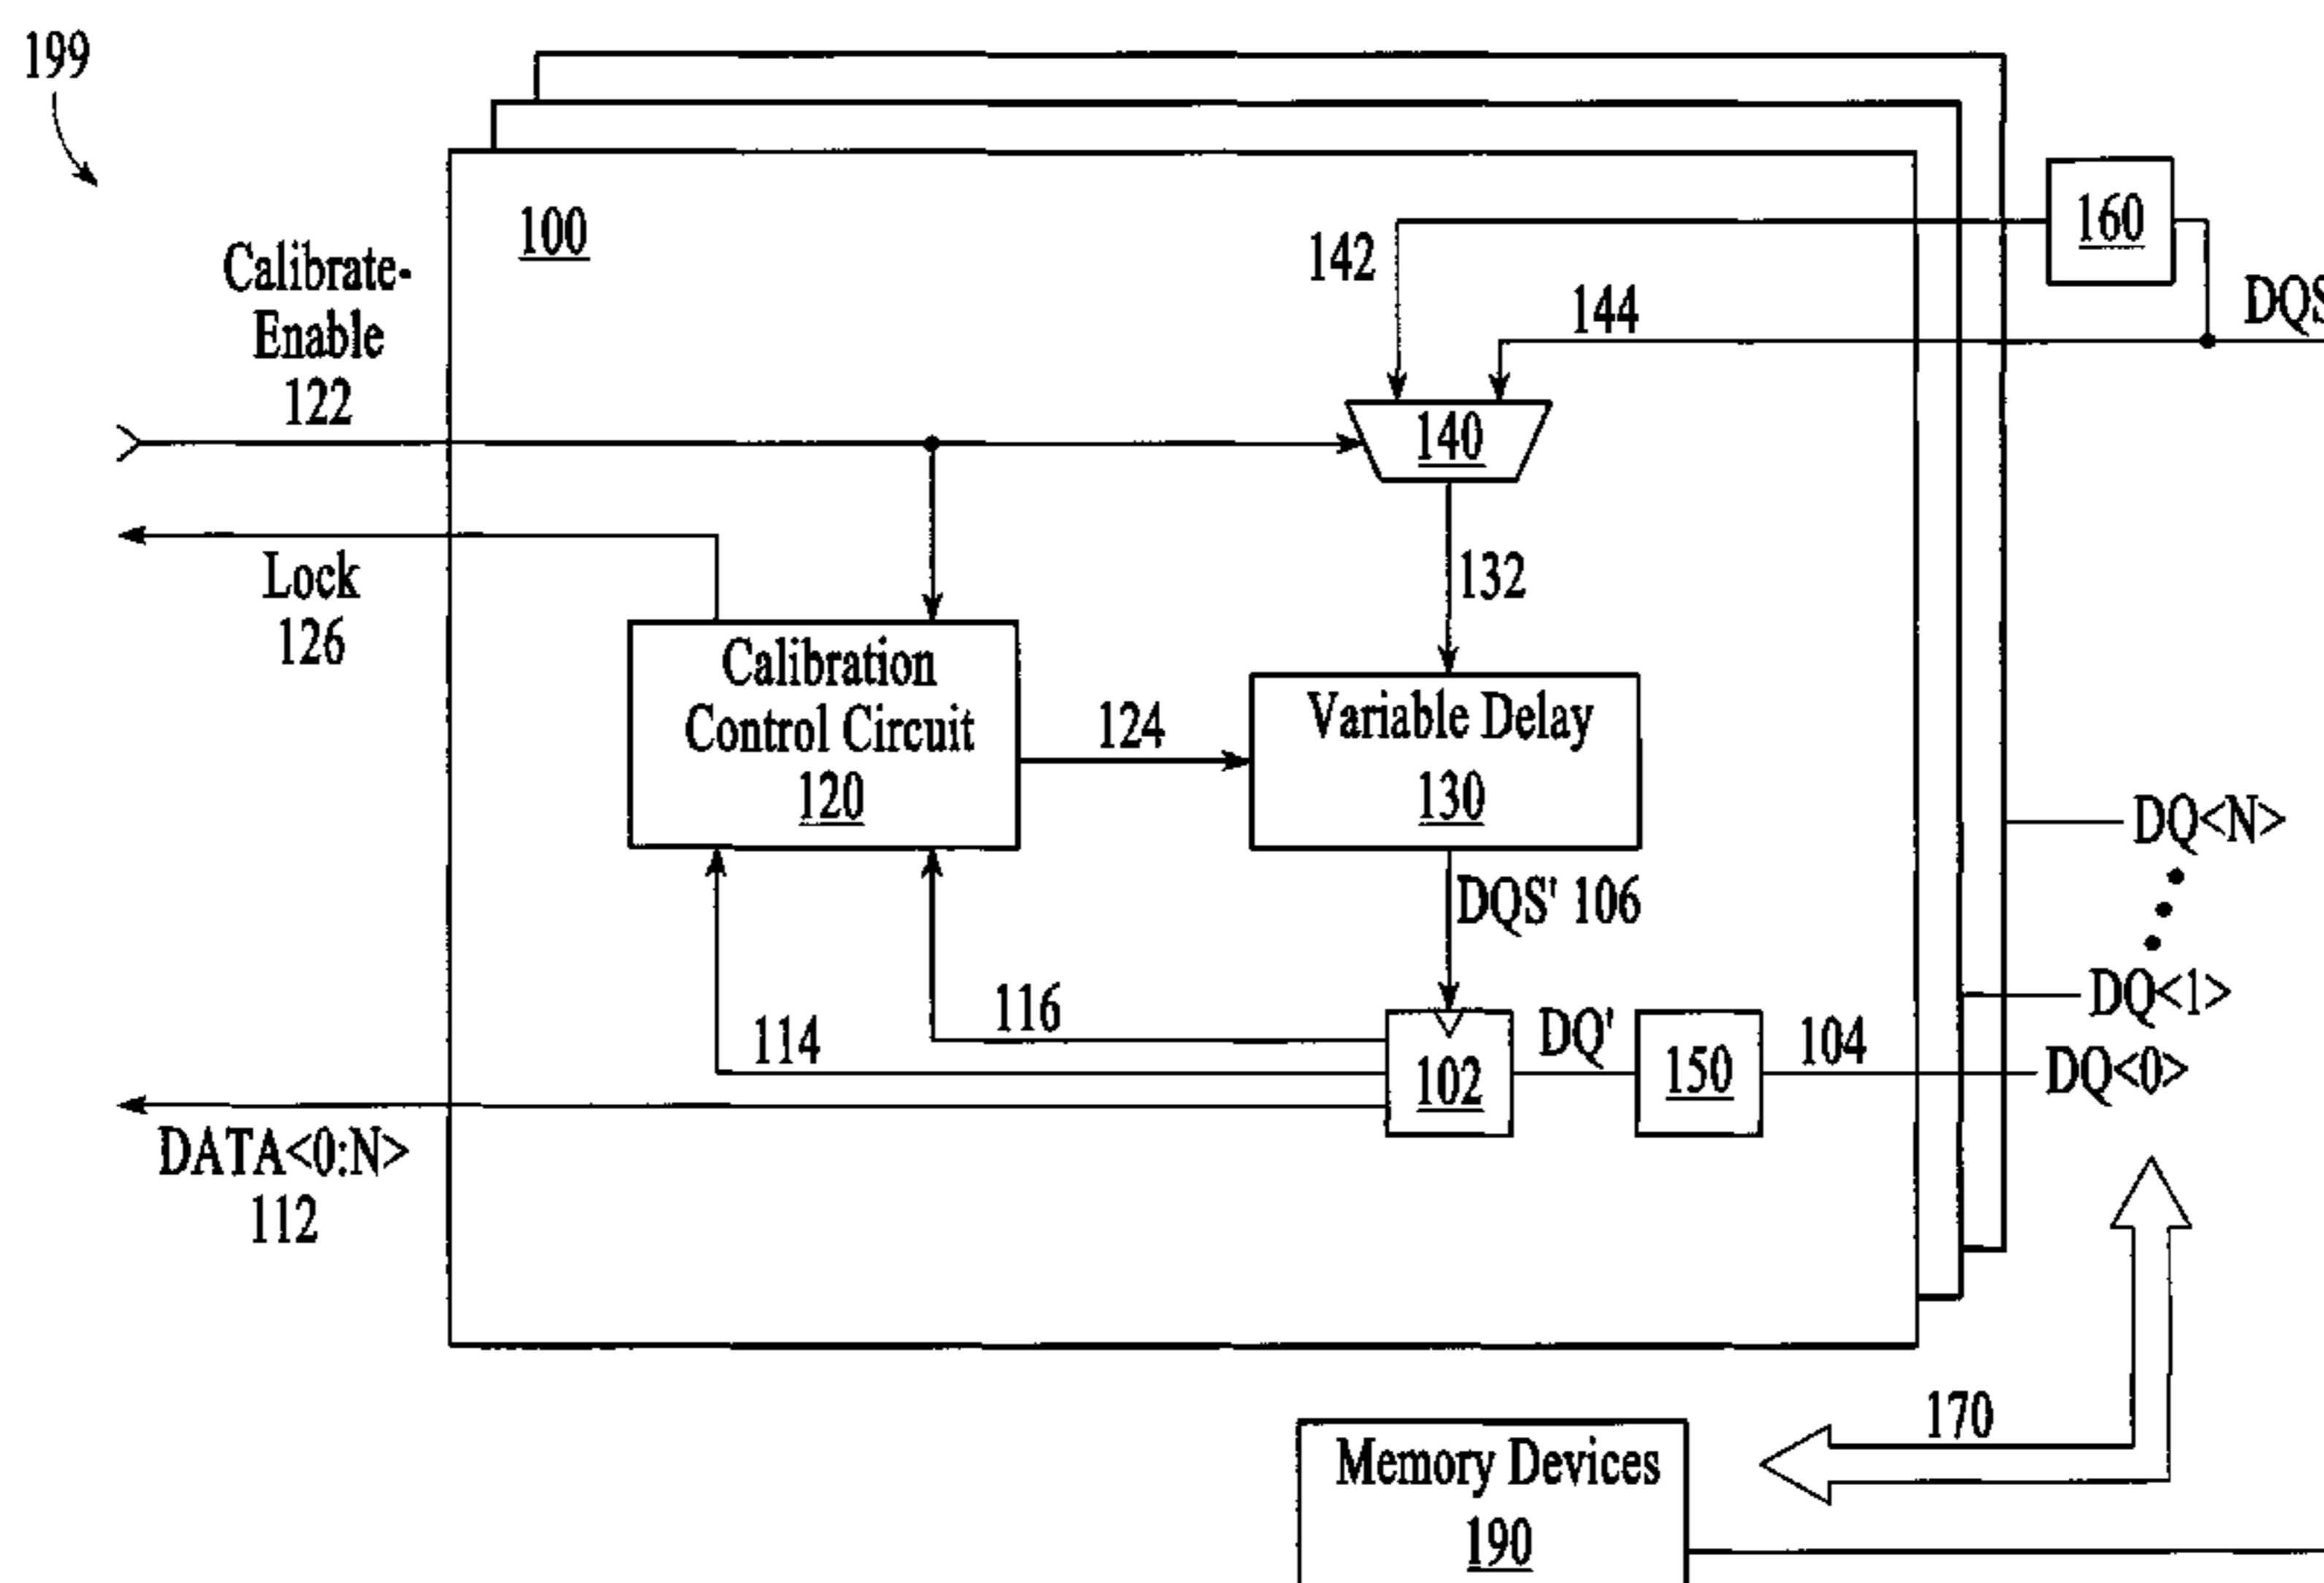 199
100
Calibrate-
Enable
122
142
144
160
DQS
140
Lock
126
132
Calibration
Control Circuit
120
124
Variable Delay
130
DQ<N>
DQS' 106
DQ<1>
116
114
102
DQ'
150
104
DQ<0>
DATA<0:N>
112
170
Memory Devices
190